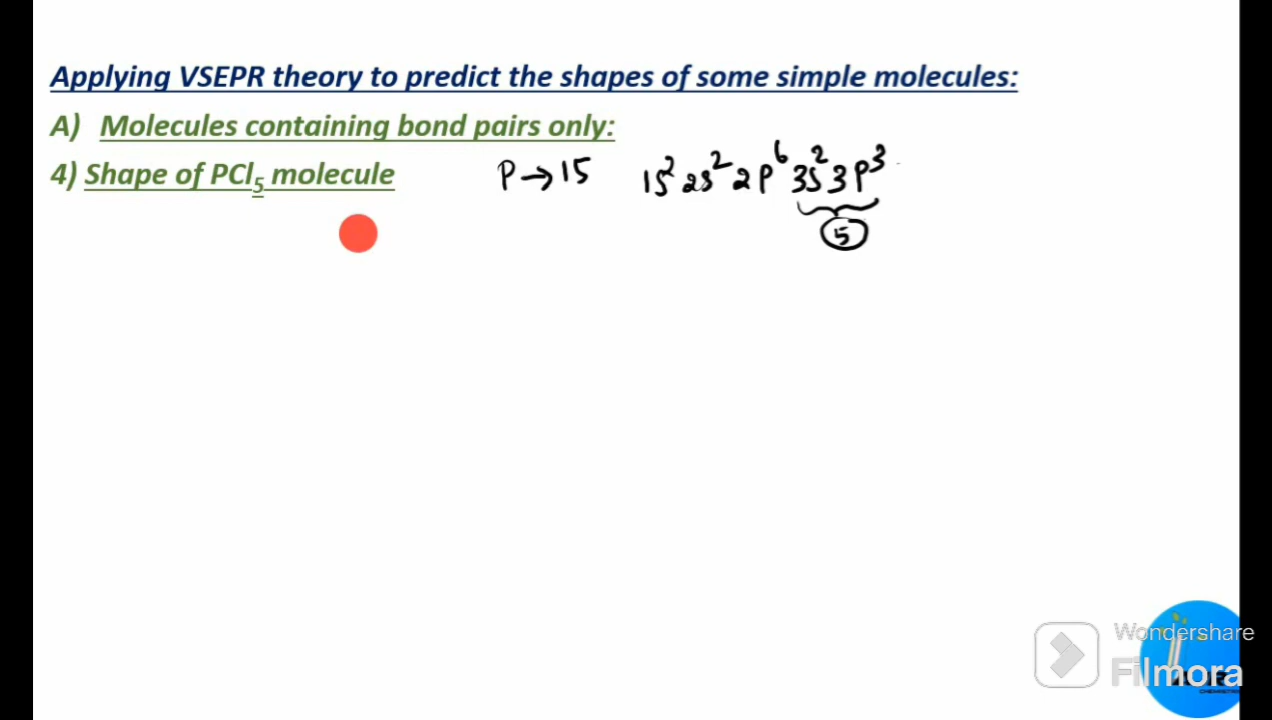 Applying VSEPR theory to predict the shapes of some simple molecules:
A) Molecules containing bond pairs only:
4) Shape of PCl₅ molecule P → 15 1s² 2s² 2p⁶ 3s² 3p³
5
Wondershare
Filmora
CHEMISTRY